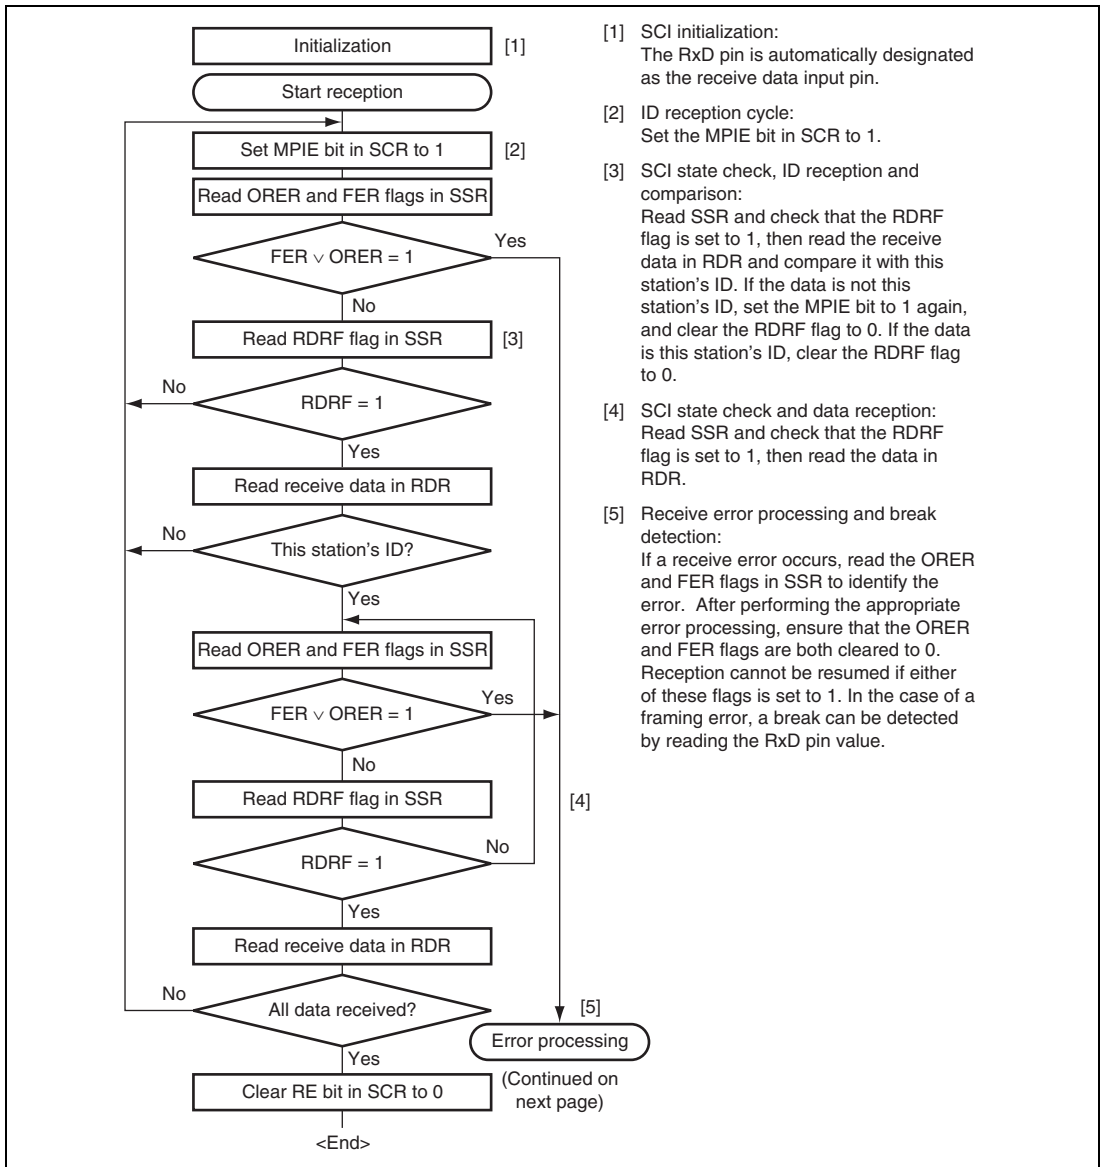 Initialization
[1]
Start reception
Set MPIE bit in SCR to 1
[2]
Read ORER and FER flags in SSR
FER ∨ ORER = 1
Yes
No
Read RDRF flag in SSR
[3]
No
RDRF = 1
Yes
Read receive data in RDR
No
This station's ID?
Yes
Read ORER and FER flags in SSR
FER ∨ ORER = 1
Yes
No
Read RDRF flag in SSR
[4]
RDRF = 1
No
Yes
Read receive data in RDR
No
All data received?
Yes
[5]
Error processing
(Continued on
next page)
Clear RE bit in SCR to 0
<End>
[1] SCI initialization:
The RxD pin is automatically designated
as the receive data input pin.
[2] ID reception cycle:
Set the MPIE bit in SCR to 1.
[3] SCI state check, ID reception and
comparison:
Read SSR and check that the RDRF
flag is set to 1, then read the receive
data in RDR and compare it with this
station's ID. If the data is not this
station's ID, set the MPIE bit to 1 again,
and clear the RDRF flag to 0. If the data
is this station's ID, clear the RDRF flag
to 0.
[4] SCI state check and data reception:
Read SSR and check that the RDRF
flag is set to 1, then read the data in
RDR.
[5] Receive error processing and break
detection:
If a receive error occurs, read the ORER
and FER flags in SSR to identify the
error. After performing the appropriate
error processing, ensure that the ORER
and FER flags are both cleared to 0.
Reception cannot be resumed if either
of these flags is set to 1. In the case of a
framing error, a break can be detected
by reading the RxD pin value.